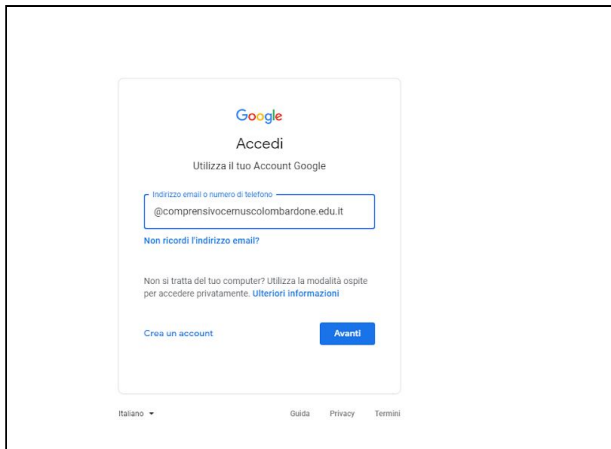 Google
Accedi
Utilizza il tuo Account Google
Indirizzo email o numero di telefono
@comprensivocernuscolombardone.edu.it
Non ricordi l'indirizzo email?
Non si tratta del tuo computer? Utilizza la modalità ospite
per accedere privatamente. Ulteriori informazioni
Crea un account Avanti
Italiano Guida Privacy Termini